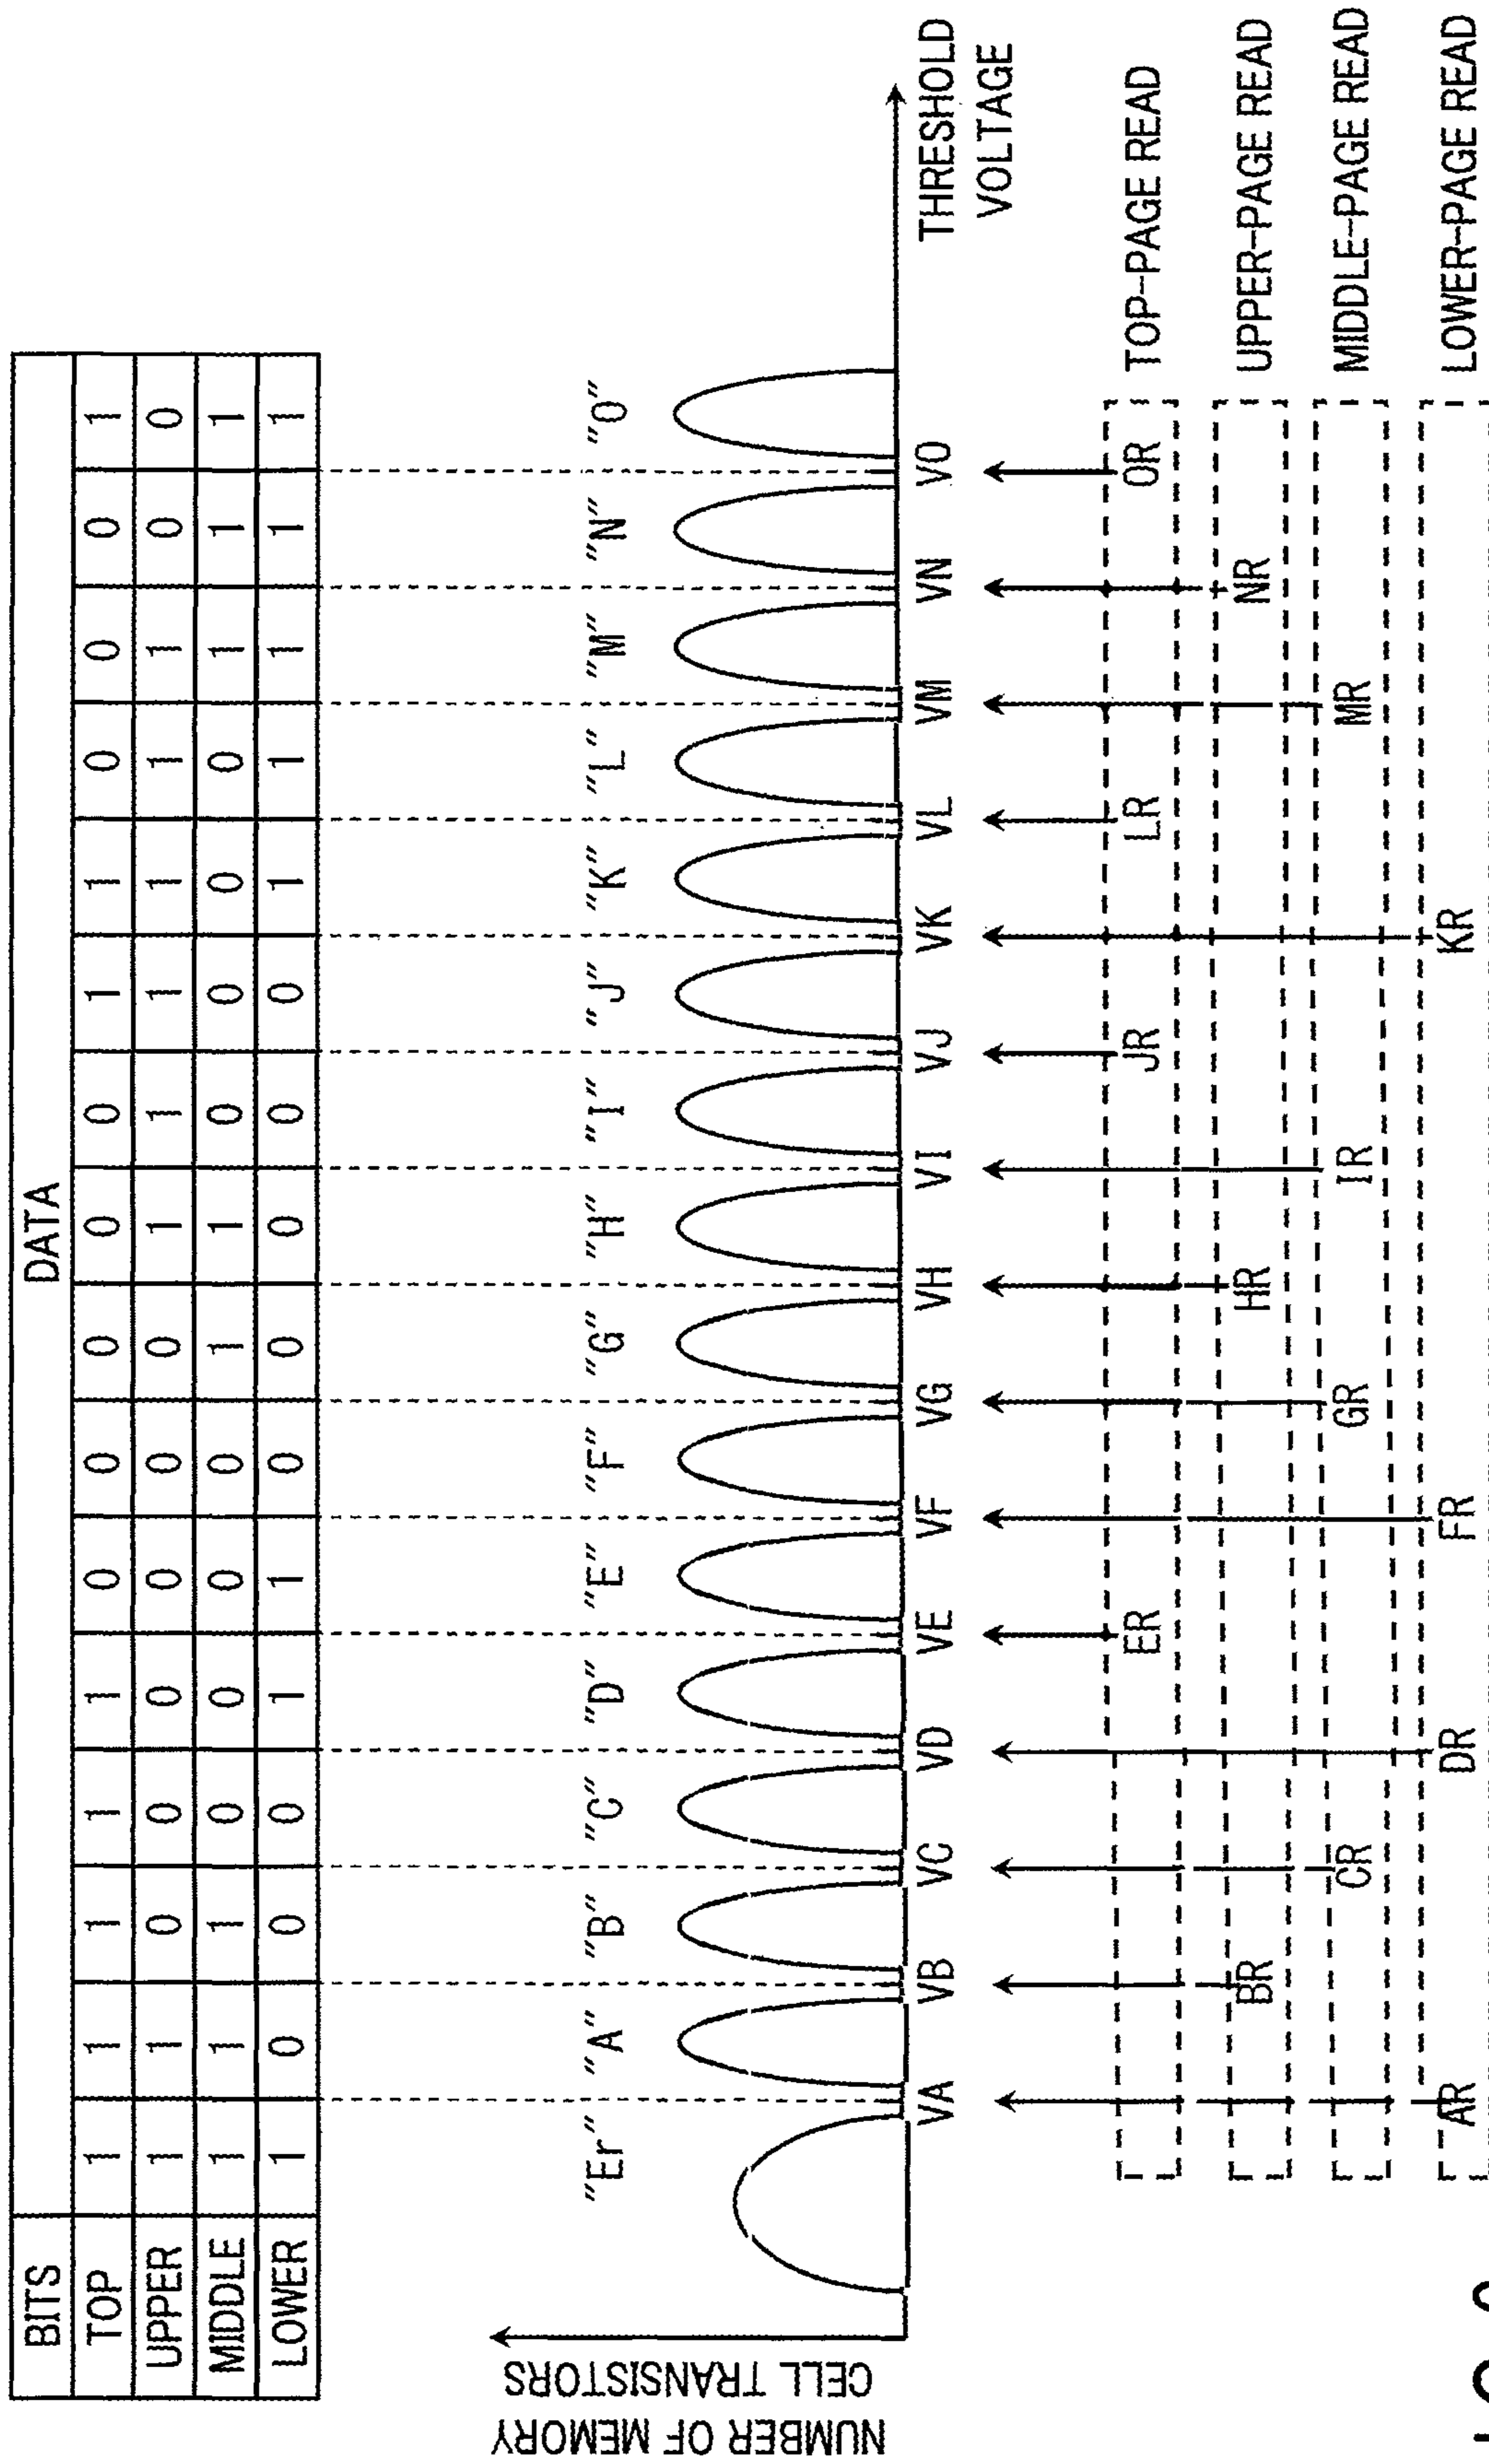 DATA
BITS
TOP 1 1 1 1 1 0 0 0 0 0 1 1 0 0 0 1
UPPER 1 1 0 0 0 0 0 0 1 1 1 1 1 1 0 0
MIDDLE 1 1 1 0 0 0 0 1 1 0 0 0 0 1 1 1
LOWER 1 0 0 0 1 1 0 0 0 0 0 1 1 1 1 1
NUMBER OF MEMORY
CELL TRANSISTORS
"Er" "A" "B" "C" "D" "E" "F" "G" "H" "I" "J" "K" "L" "M" "N" "O"
VA VB VC VD VE VF VG VH VI VJ VK VL VM VN VO
THRESHOLD
VOLTAGE
ER JR LR OR TOP-PAGE READ
BR HR NR UPPER-PAGE READ
CR GR IR MR MIDDLE-PAGE READ
AR DR FR KR LOWER-PAGE READ